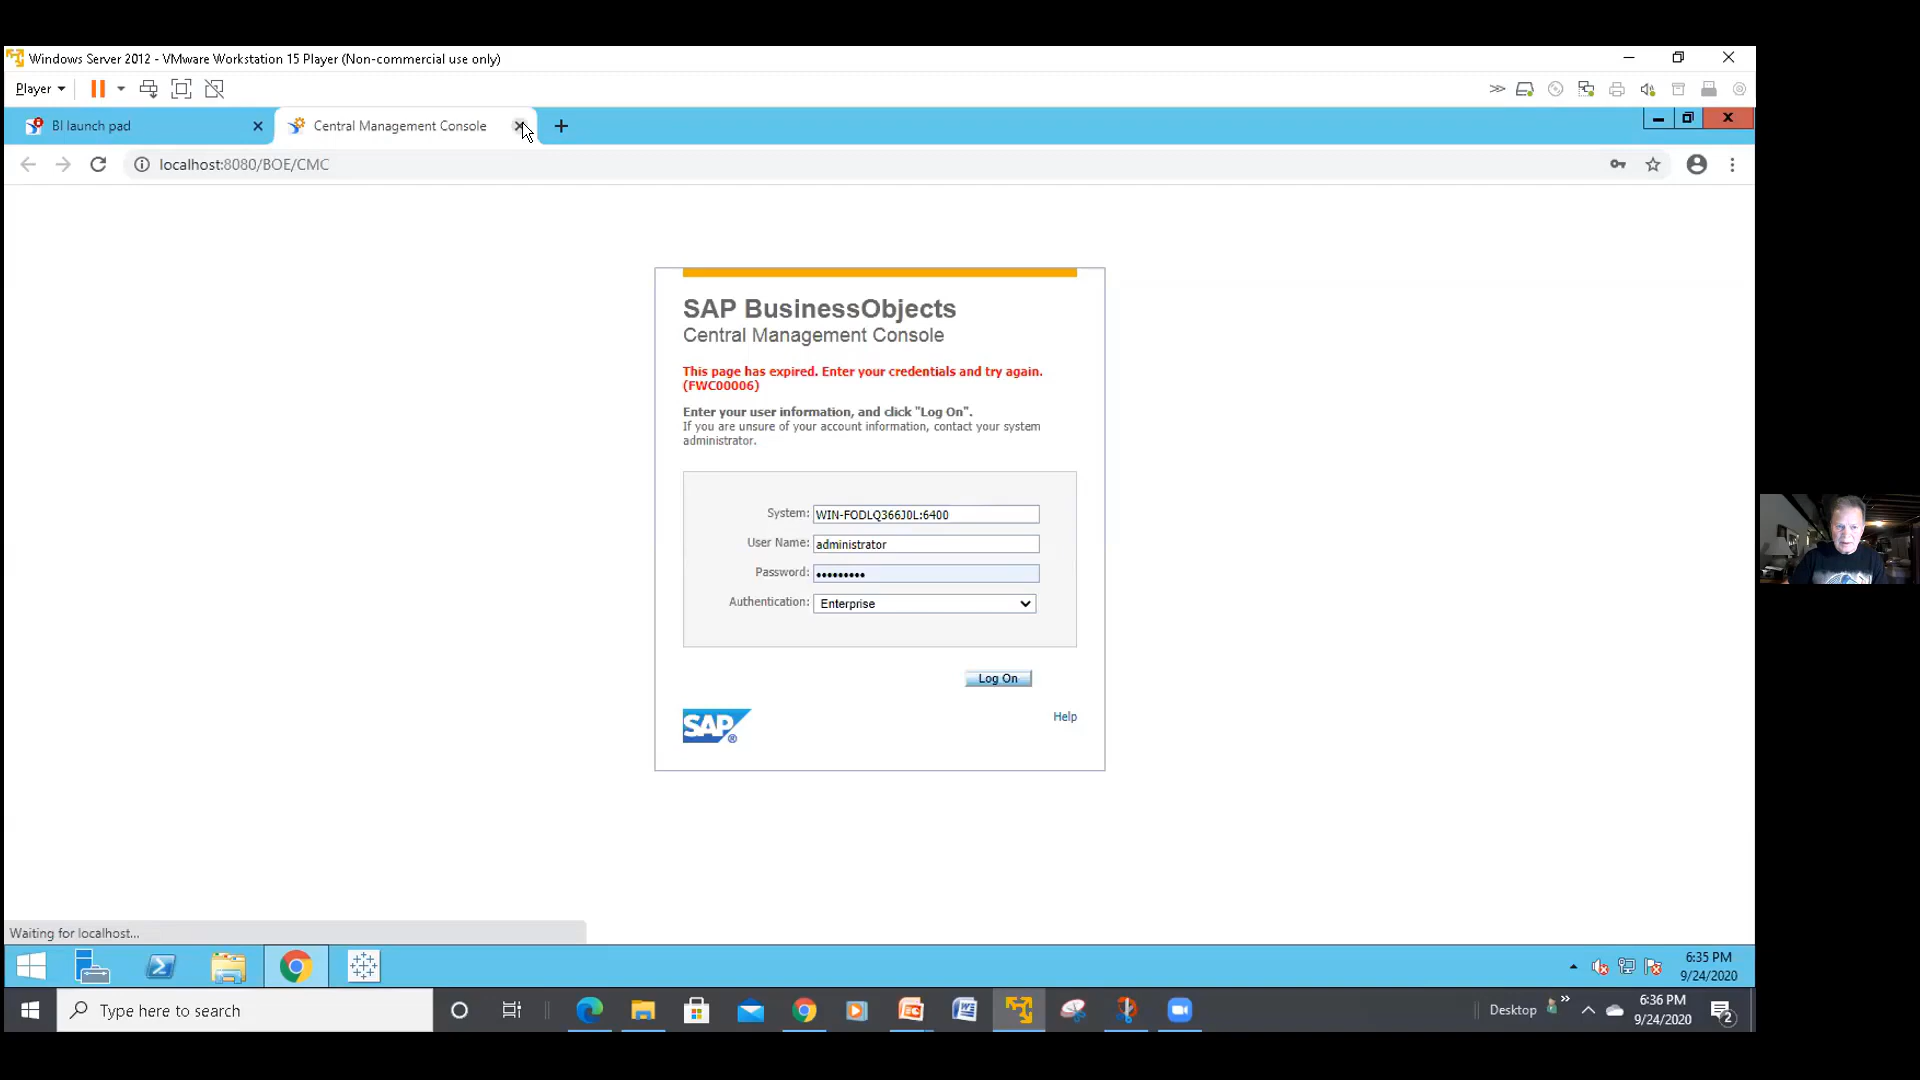 Windows Server 2012 - VMware Workstation 15 Player (Non-commercial use only)
Player
BI launch pad
Central Management Console
localhost:8080/BOE/CMC
SAP BusinessObjects
Central Management Console
This page has expired. Enter your credentials and try again.
(FWC00006)
Enter your user information, and click "Log On".
If you are unsure of your account information, contact your system
administrator.
System: WIN-FODLQ366J0L:6400
User Name: administrator
Password: •••••••••
Authentication: Enterprise
Log On
SAP ®
Help
Waiting for localhost...
6:35 PM
9/24/2020
Type here to search
Desktop
6:36 PM
9/24/2020
2